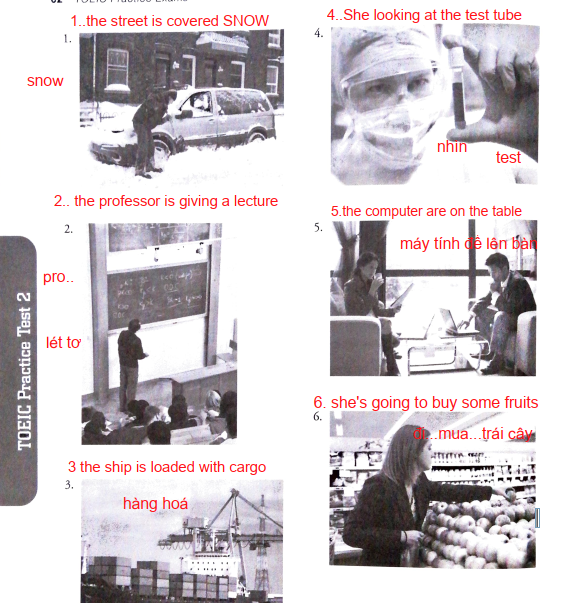 1..the street is covered SNOW
1.
snow
2.. the professor is giving a lecture
2.
pro..
lét tơ
3 the ship is loaded with cargo
3.
hàng hoá
TOEIC Practice Test 2
4..She looking at the test tube
4.
nhìn
test
5.the computer are on the table
5.
máy tính để lên bàn
6. she's going to buy some fruits
6.
đi...mua...trái cây